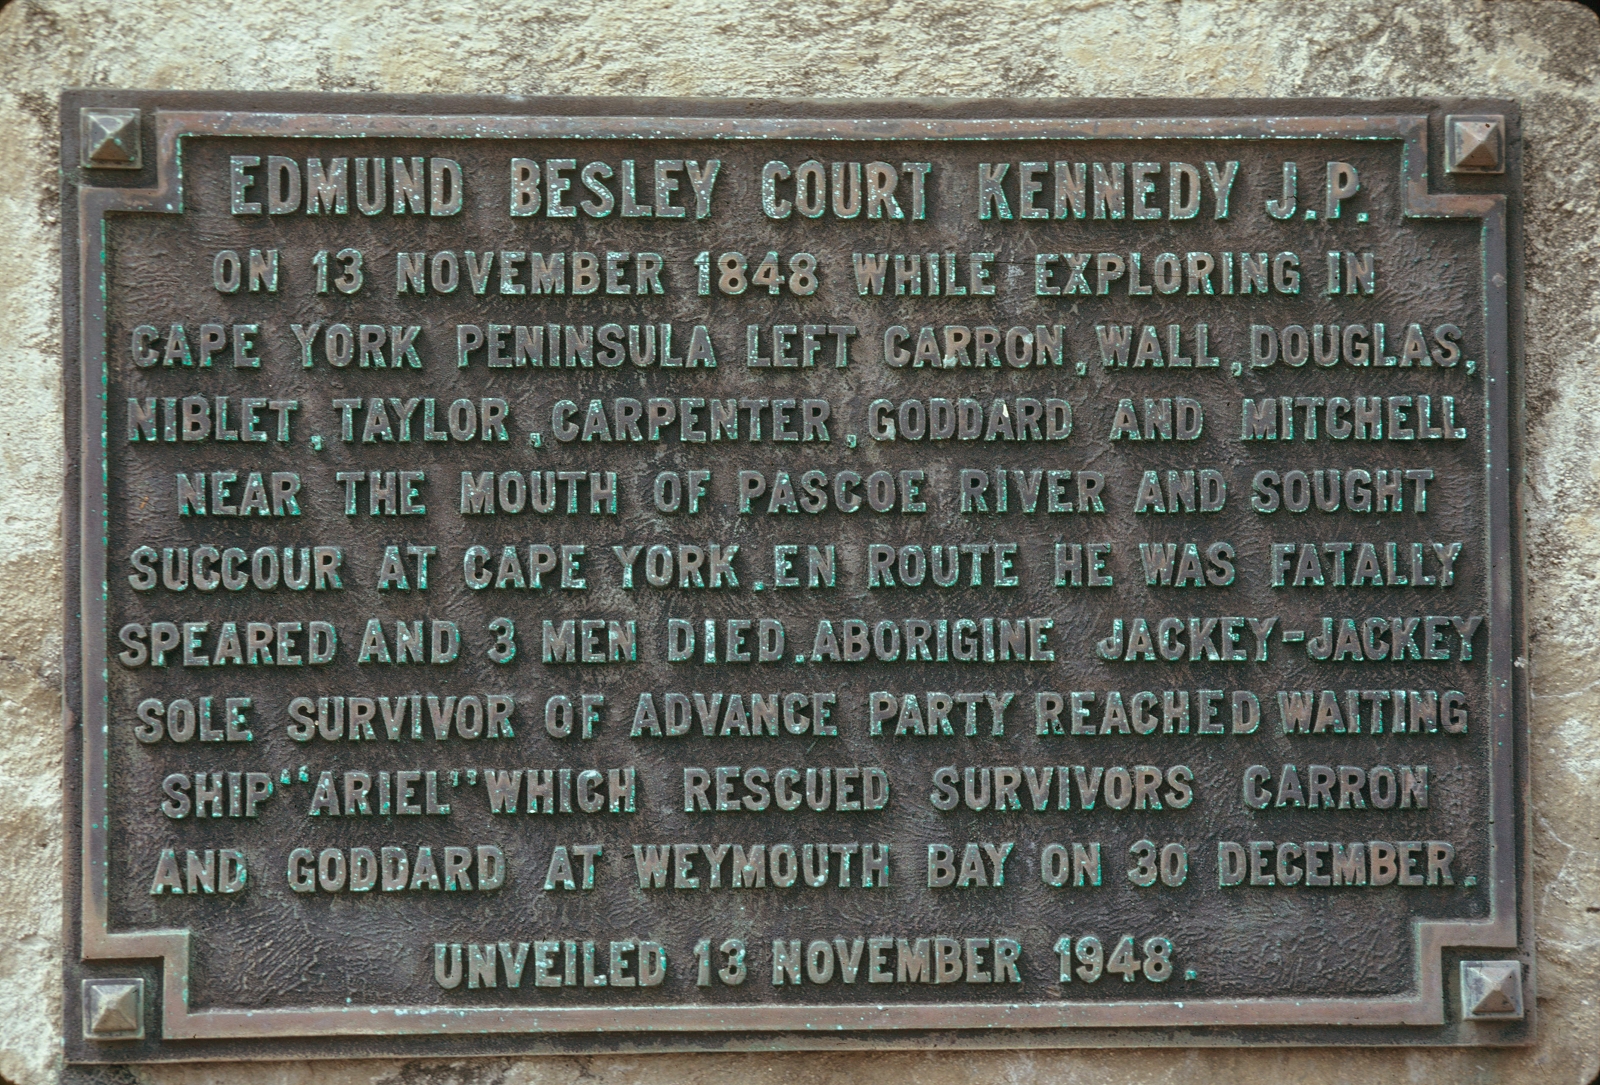 EDMUND BESLEY COURT KENNEDY J.P.
ON 13 NOVEMBER 1848 WHILE EXPLORING IN
CAPE YORK PENINSULA LEFT CARRON, WALL, DOUGLAS,
NIBLET, TAYLOR, CARPENTER, GODDARD AND MITCHELL
NEAR THE MOUTH OF PASCOE RIVER AND SOUGHT
SUCCOUR AT CAPE YORK. EN ROUTE HE WAS FATALLY
SPEARED AND 3 MEN DIED. ABORIGINE JACKEY-JACKEY
SOLE SURVIVOR OF ADVANCE PARTY REACHED WAITING
SHIP "ARIEL" WHICH RESCUED SURVIVORS CARRON
AND GODDARD AT WEYMOUTH BAY ON 30 DECEMBER.
UNVEILED 13 NOVEMBER 1948.